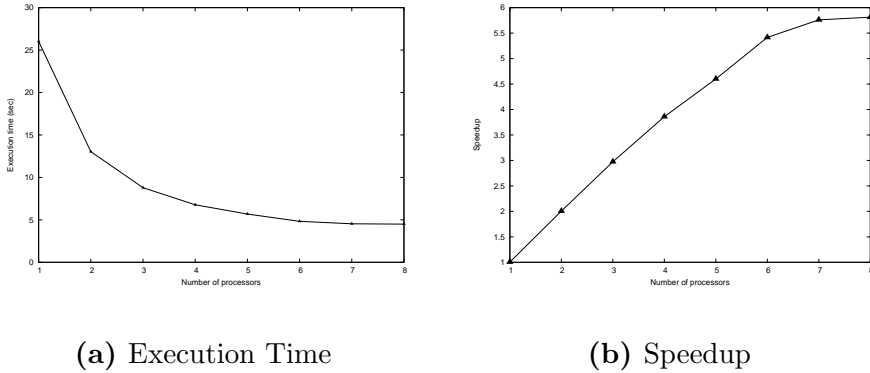 30
25
20
15
10
5
0
Execution time (sec)
1 2 3 4 5 6 7 8
Number of processors
6
5.5
5
4.5
4
3.5
3
2.5
2
1.5
1
Speedup
1 2 3 4 5 6 7 8
Number of processors
(a) Execution Time
(b) Speedup